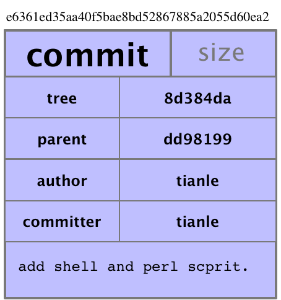 e6361ed35aa40f5bae8bd52867885a2055d60ea2
commit size
tree 8d384da
parent dd98199
author tianle
committer tianle
add shell and perl scprit.